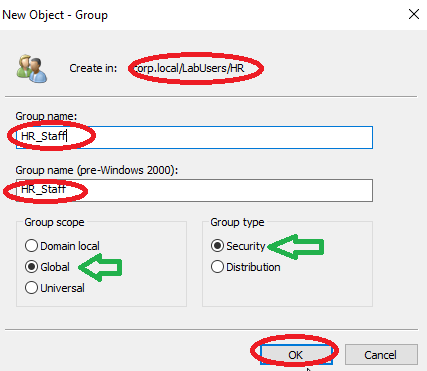 New Object - Group
Create in: corp.local/LabUsers/HR
Group name:
HR_Staff
Group name (pre-Windows 2000):
HR_Staff
Group scope
Domain local
Global
Universal
Group type
Security
Distribution
OK
Cancel